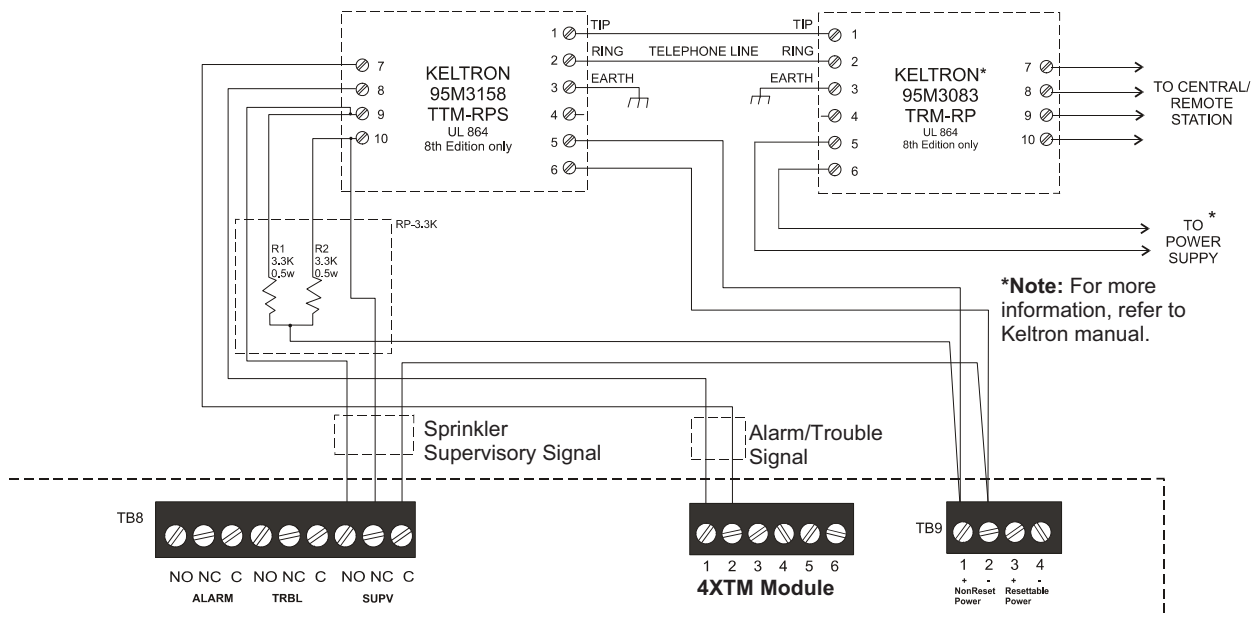 TIP
TIP
1
1
RING
TELEPHONE LINE
RING
2
2
7
7
KELTRON
95M3158
TTM-RPS
UL 864
8th Edition only
EARTH
EARTH
KELTRON*
95M3083
TRM-RP
UL 864
8th Edition only
3
3
8
8
TO CENTRAL/
REMOTE
STATION
9
9
4
4
10
10
5
5
6
6
RP-3.3K
R1
3.3K
0.5w
R2
3.3K
0.5w
TO *
POWER
SUPPY
*Note: For more
information, refer to
Keltron manual.
Sprinkler
Supervisory Signal
Alarm/Trouble
Signal
TB8
TB9
NO NC C NO NC C NO NC C
ALARM TRBL SUPV
1 2 3 4 5 6
4XTM Module
1 2 3 4
+ - + -
NonReset
Power
Resettable
Power